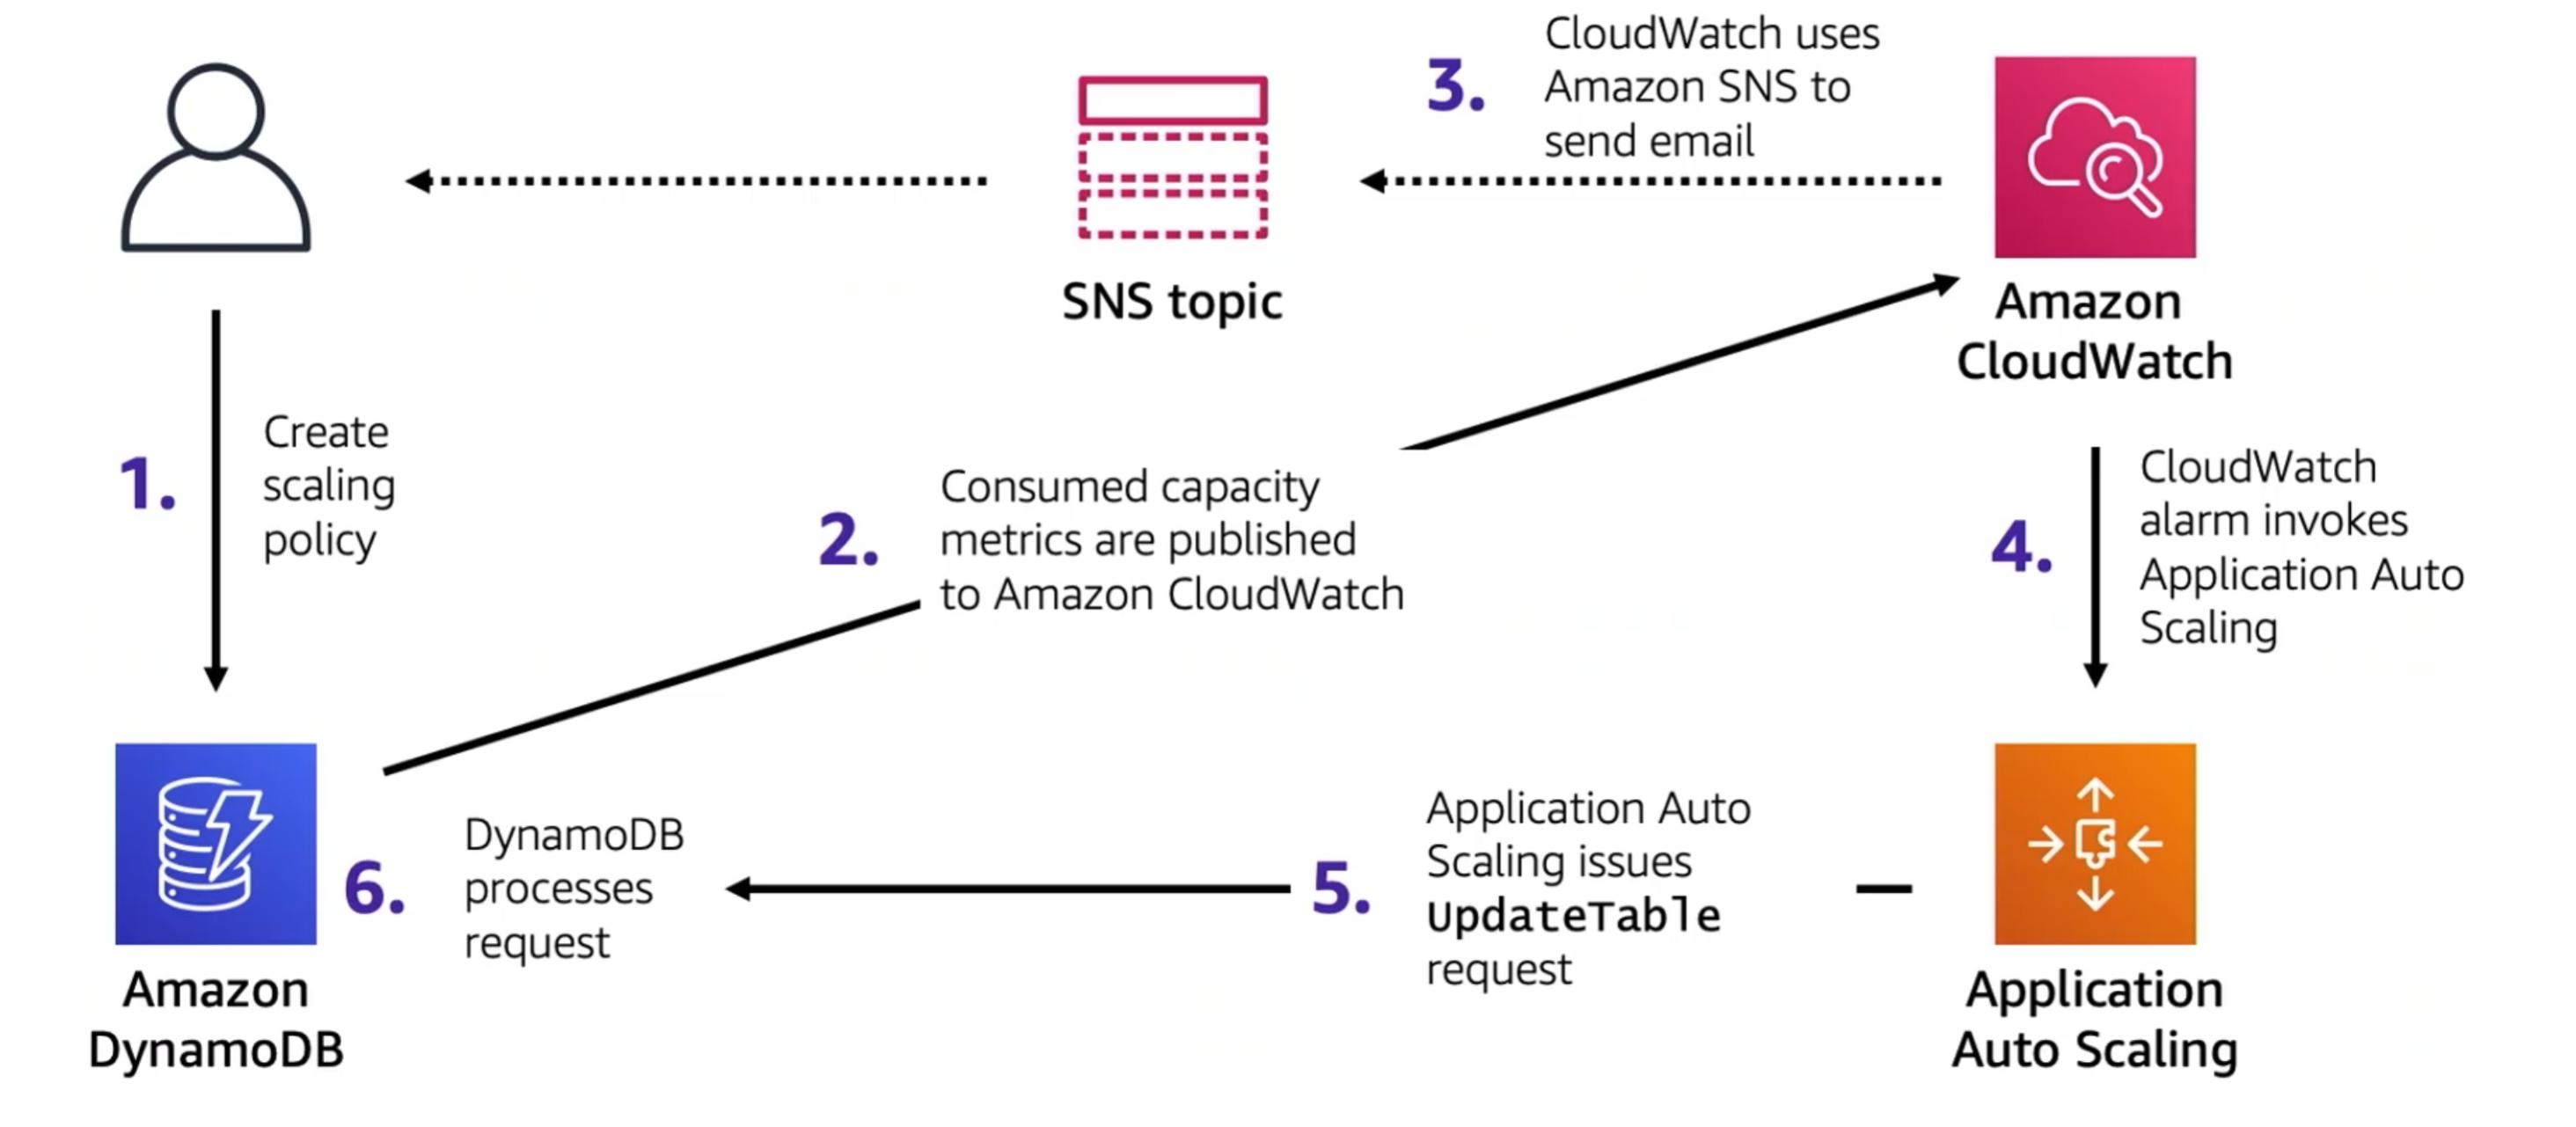 CloudWatch uses
3.
Amazon SNS to
send email
SNS topic
Amazon
CloudWatch
1.
Create
scaling
policy
2.
Consumed capacity
metrics are published
to Amazon CloudWatch
4.
CloudWatch
alarm invokes
Application Auto
Scaling
Amazon
DynamoDB
6.
DynamoDB
processes
request
5.
Application Auto
Scaling issues
UpdateTable
request
Application
Auto Scaling